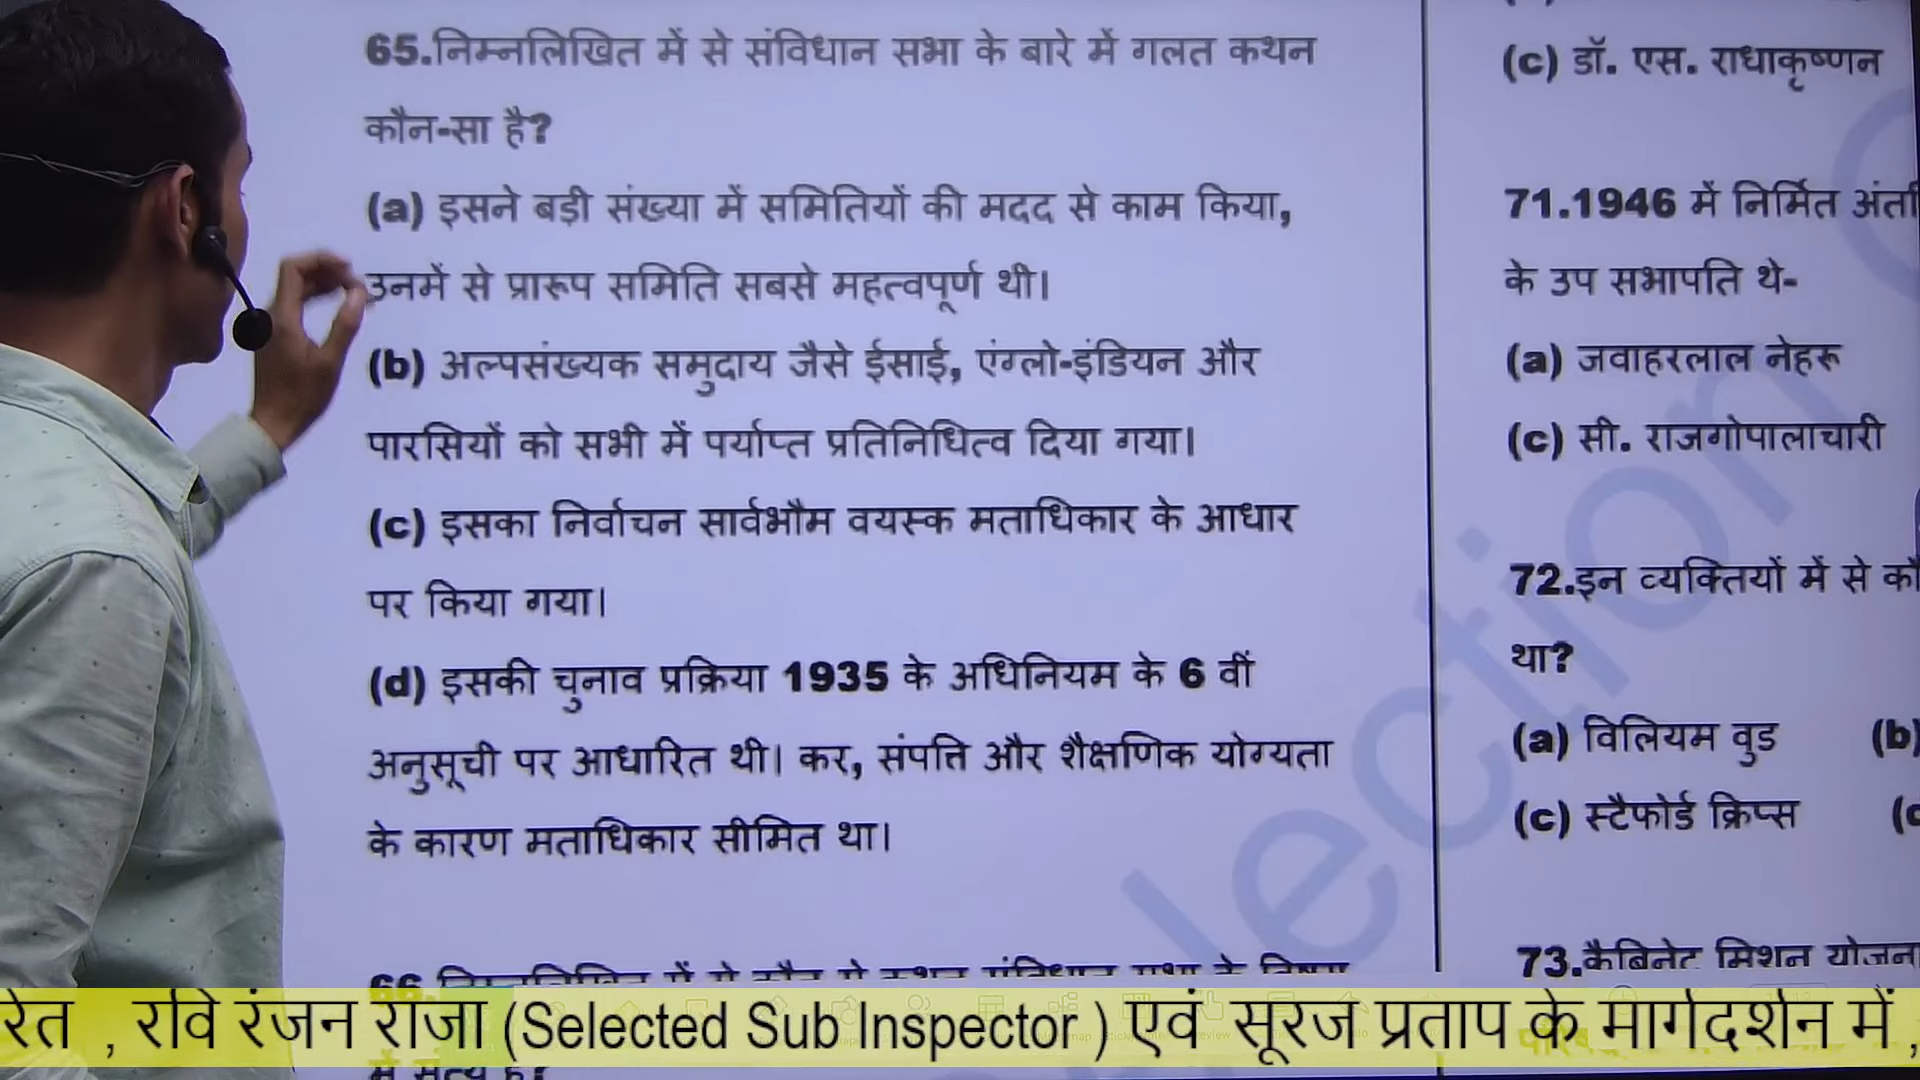 65.निम्नलिखित में से संविधान सभा के बारे में गलत कथन
कौन-सा है?
(a) इसने बड़ी संख्या में समितियों की मदद से काम किया,
उनमें से प्रारूप समिति सबसे महत्वपूर्ण थी।
(b) अल्पसंख्यक समुदाय जैसे ईसाई, एंग्लो-इंडियन और
पारसियों को सभी में पर्याप्त प्रतिनिधित्व दिया गया।
(c) इसका निर्वाचन सार्वभौम वयस्क मताधिकार के आधार
पर किया गया।
(d) इसकी चुनाव प्रक्रिया 1935 के अधिनियम के 6 वीं
अनुसूची पर आधारित थी। कर, संपत्ति और शैक्षणिक योग्यता
के कारण मताधिकार सीमित था।
66.
(c) डॉ. एस. राधाकृष्णन
71.1946 में निर्मित
के उप सभापति थे-
(a) जवाहरलाल नेहरू
(c) सी. राजगोपालाचारी
72.इन व्यक्तियों में से
था?
(a) विलियम वुड (b)
(c) स्टैफोर्ड क्रिप्स
73.कैबिनेट मिशन योजना
, रवि रंजन राजा (Selected Sub Inspector ) एवं सूरज प्रताप के मार्गदर्शन में ,